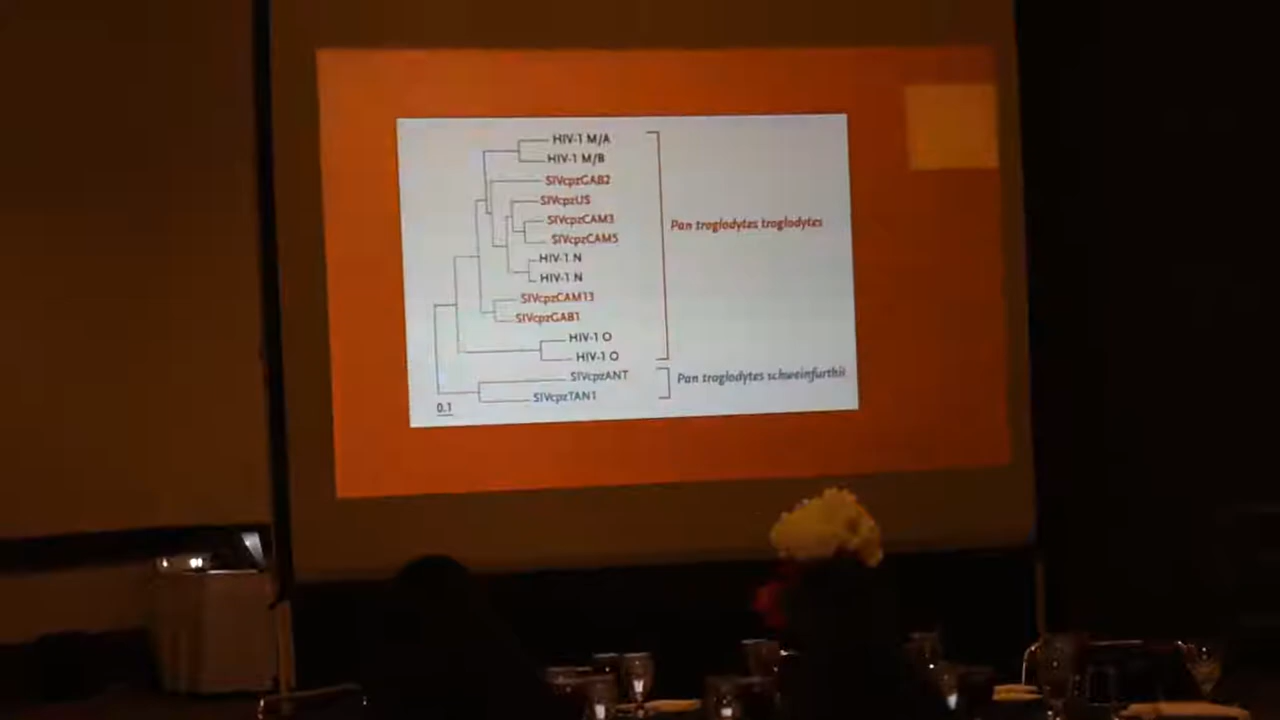 HIV-1 M/A
HIV-1 M/B
SIVcpzGAB2
SIVcpzUS
SIVcpzCAM3
SIVcpzCAM5
HIV-1 N
HIV-1 N
SIVcpzCAM13
SIVcpzGAB1
HIV-1 O
HIV-1 O
SIVcpzANT
SIVcpzTAN1
Pan troglodytes troglodytes
Pan troglodytes schweinfurthii
0.1